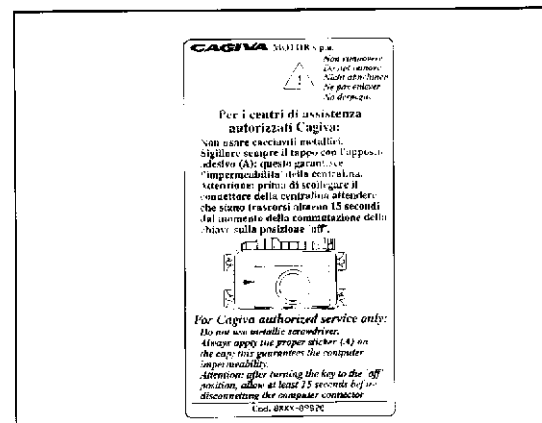 CAGIVA MOTOR s.p.a.
Non rimuovere
Do not remove
Nicht abnehmen
Ne pas enlever
No despegar
!
Per i centri di assistenza
autorizzati Cagiva:
Non usare cacciaviti metallici.
Sigillare sempre il tappo con l'apposito
adesivo (A): questo garantisce
l'impermeabilità della centralina.
Attenzione: prima di scollegare il
connettore della centralina attendere
che siano trascorsi almeno 15 secondi
dal momento della commutazione della
chiave sulla posizione "off".
For Cagiva authorized service only:
Do not use metallic screwdriver.
Always apply the proper sticker (A) on
the cap: this guarantees the computer
impermeability.
Attention: after turning the key to the "off"
position, allow at least 15 seconds before
disconnetting the computer connector
Cod.